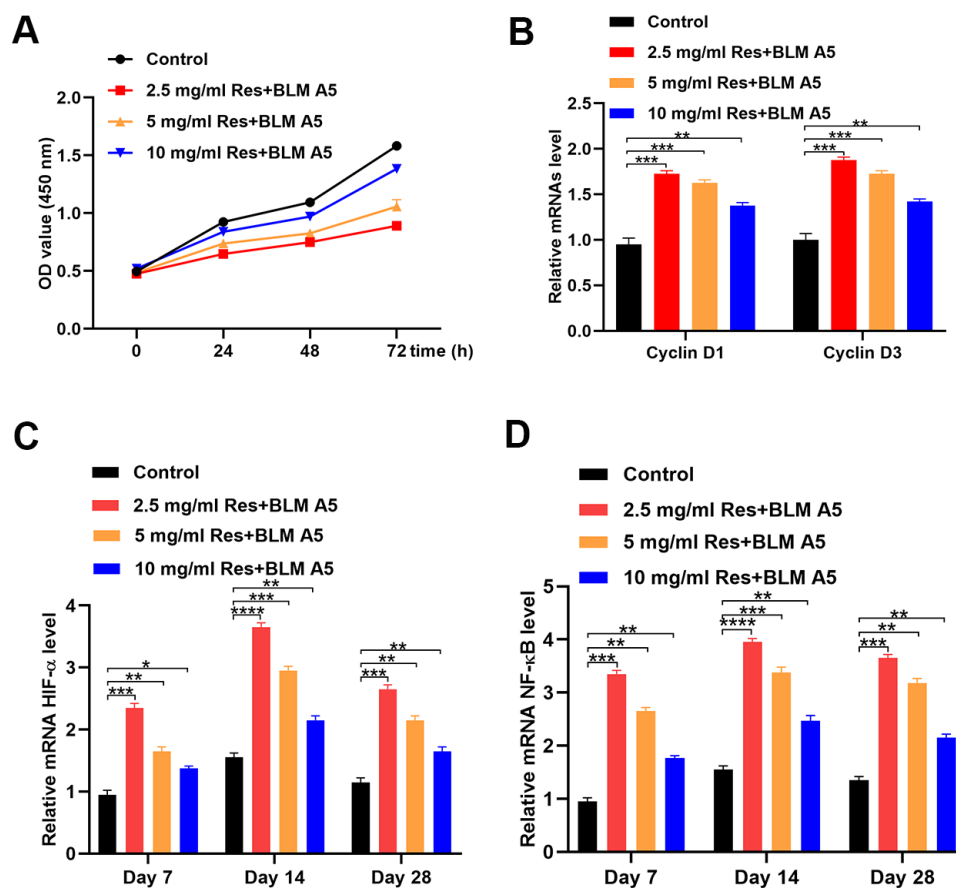 A
Control
2.5 mg/ml Res+BLM A5
5 mg/ml Res+BLM A5
10 mg/ml Res+BLM A5
OD value (450 nm)
2.0
1.5
1.0
0.5
0.0
0 24 48 72 time (h)
B
Control
2.5 mg/ml Res+BLM A5
5 mg/ml Res+BLM A5
10 mg/ml Res+BLM A5
Relative mRNAs level
2.5
2.0
1.5
1.0
0.5
0.0
**
***
***
**
***
***
Cyclin D1 Cyclin D3
C
Control
2.5 mg/ml Res+BLM A5
5 mg/ml Res+BLM A5
10 mg/ml Res+BLM A5
Relative mRNA HIF-α level
4
3
2
1
0
*
**
***
**
***
****
**
**
***
Day 7 Day 14 Day 28
D
Control
2.5 mg/ml Res+BLM A5
5 mg/ml Res+BLM A5
10 mg/ml Res+BLM A5
Relative mRNA NF-κB level
5
4
3
2
1
0
**
**
***
**
***
****
**
**
***
Day 7 Day 14 Day 28